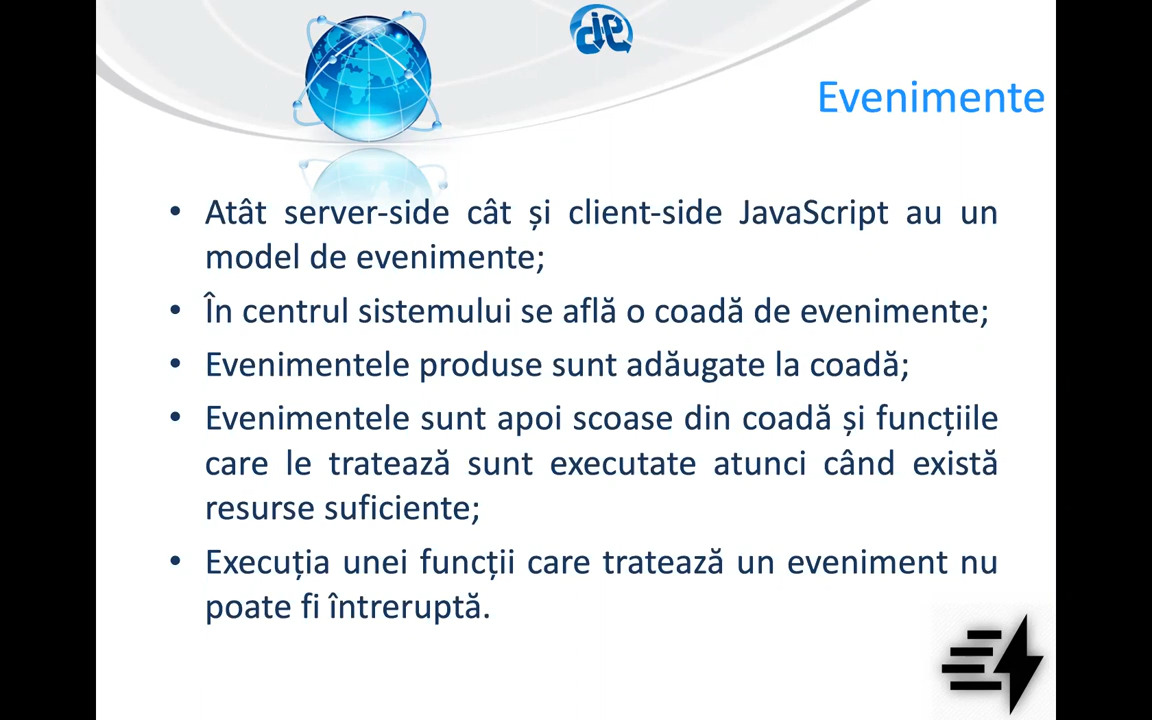 Evenimente
• Atât server-side cât și client-side JavaScript au un
model de evenimente;
• În centrul sistemului se află o coadă de evenimente;
• Evenimentele produse sunt adăugate la coadă;
• Evenimentele sunt apoi scoase din coadă și funcțiile
care le tratează sunt executate atunci când există
resurse suficiente;
• Execuția unei funcții care tratează un eveniment nu
poate fi întreruptă.